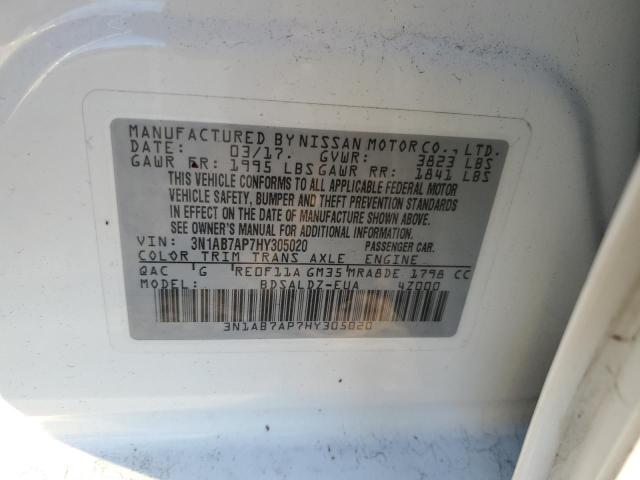 MANUFACTURED BY NISSAN MOTOR CO., LTD.
DATE: 03/17. GVWR: 3823 LBS
GAWR FR: 1995 LBS GAWR RR: 1841 LBS
THIS VEHICLE CONFORMS TO ALL APPLICABLE FEDERAL MOTOR
VEHICLE SAFETY, BUMPER AND THEFT PREVENTION STANDARDS
IN EFFECT ON THE DATE OF MANUFACTURE SHOWN ABOVE.
SEE OWNER'S MANUAL FOR ADDITIONAL INFORMATION.
VIN: 3N1AB7AP7HY305020 PASSENGER CAR.
COLOR TRIM TRANS AXLE ENGINE
QAC G RE0F11A GM35 MRA8DE 1798 CC
MODEL: BDSALDZ-EUA 4Z000
3N1AB7AP7HY305020